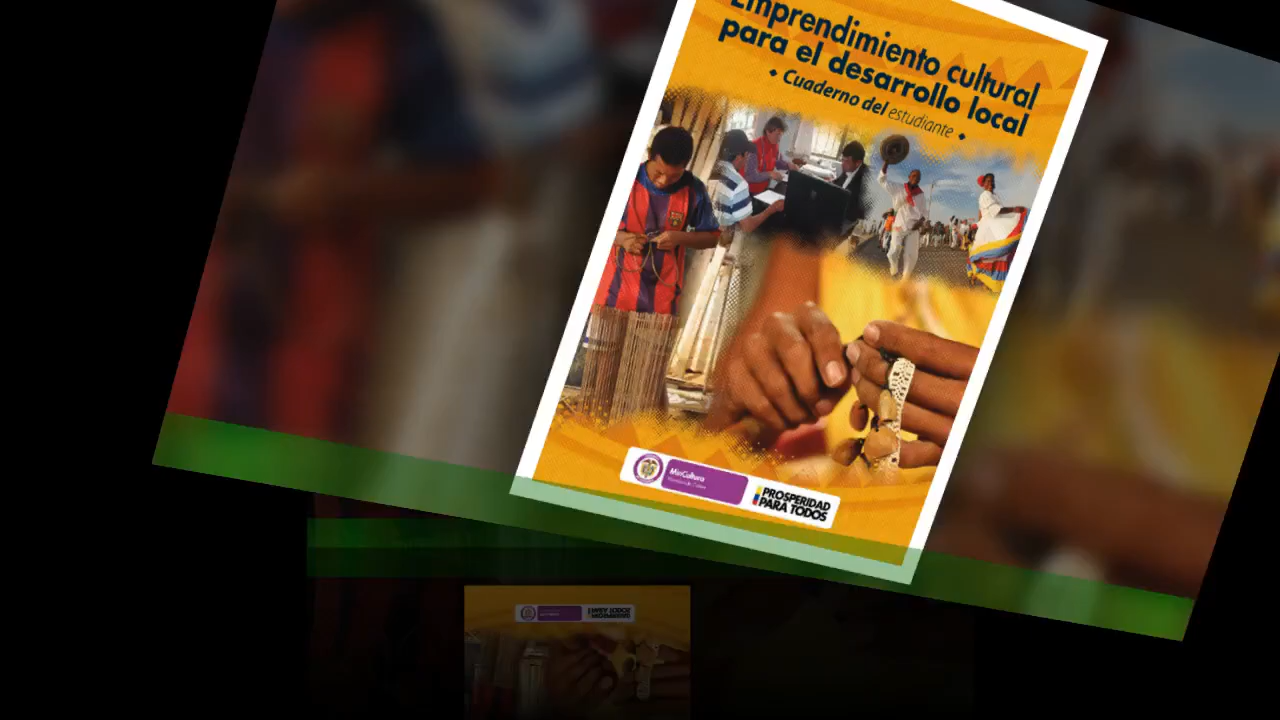 Emprendimiento cultural
para el desarrollo local
• Cuaderno del estudiante •
MinCultura
PROSPERIDAD
PARA TODOS